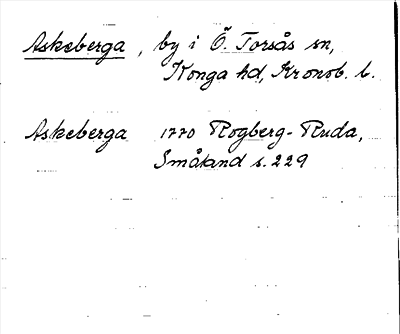 Askeberga, by i Ö. Torsås sn,
Konga hd, Kronob. l.
Askeberga 1770 Rogberg-Ruda,
Småland s. 229